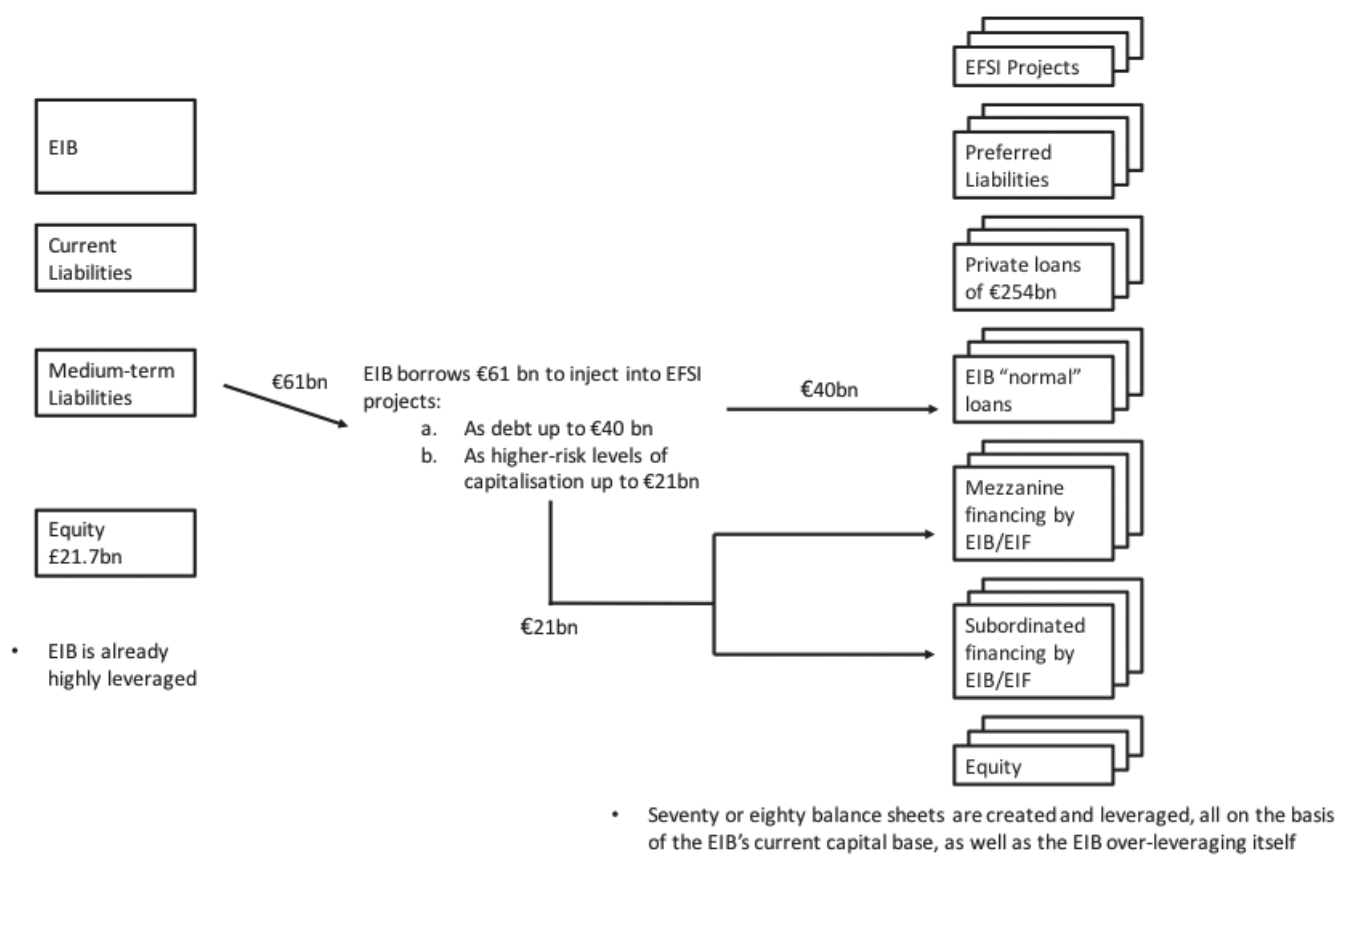 EIB
Current
Liabilities
Medium-term
Liabilities
Equity
£21.7bn
• EIB is already
highly leveraged
€61bn
EIB borrows €61 bn to inject into EFSI
projects:
a. As debt up to €40 bn
b. As higher-risk levels of
capitalisation up to €21bn
€40bn
€21bn
EFSI Projects
Preferred
Liabilities
Private loans
of €254bn
EIB “normal”
loans
Mezzanine
financing by
EIB/EIF
Subordinated
financing by
EIB/EIF
Equity
• Seventy or eighty balance sheets are created and leveraged, all on the basis
of the EIB’s current capital base, as well as the EIB over-leveraging itself